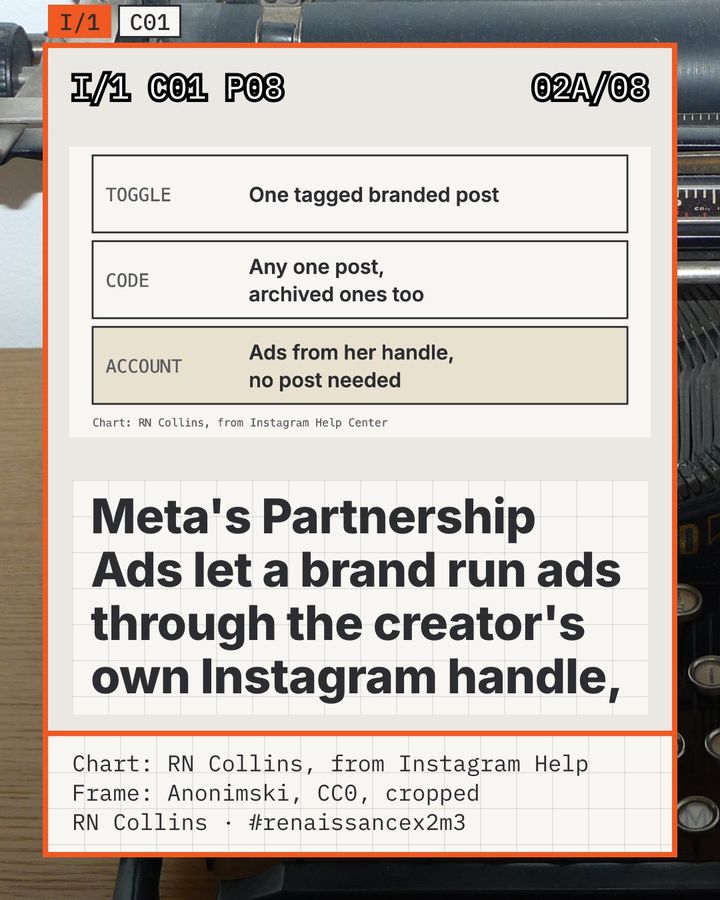 I/1 C01
I/1 C01 P08 02A/08
TOGGLE One tagged branded post
CODE Any one post,
archived ones too
ACCOUNT Ads from her handle,
no post needed
Chart: RN Collins, from Instagram Help Center
Meta's Partnership
Ads let a brand run ads
through the creator's
own Instagram handle,
Chart: RN Collins, from Instagram Help
Frame: Anonimski, CC0, cropped
RN Collins · #renaissancex2m3